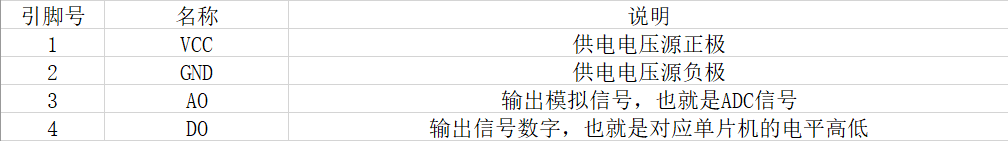 引脚号 名称 说明
1 VCC 供电电压源正极
2 GND 供电电压源负极
3 AO 输出模拟信号，也就是ADC信号
4 DO 输出信号数字，也就是对应单片机的电平高低